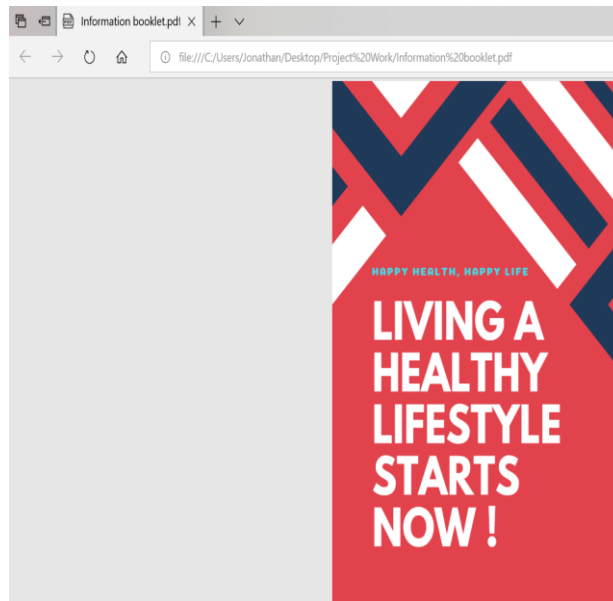 Information booklet.pdf
file:///C:/Users/Jonathan/Desktop/Project%20Work/Information%20booklet.pdf
HAPPY HEALTH, HAPPY LIFE
LIVING A
HEALTHY
LIFESTYLE
STARTS
NOW !